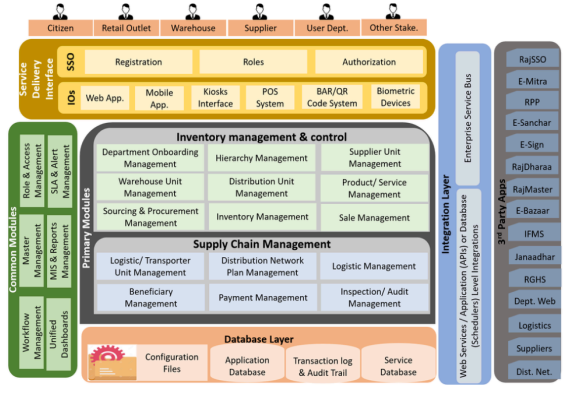 Citizen
Retail Outlet
Warehouse
Supplier
User Dept.
Other Stake.
Service
Delivery
Interface
SSO
Registration
Roles
Authorization
IOs
Web App.
Mobile
App.
Kiosks
Interface
POS
System
BAR/QR
Code System
Biometric
Devices
Common Modules
Role & Access
Management
SLA & Alert
Management
Master
Management
MIS & Reports
Management
Workflow
Management
Unified
Dashboards
Primary Modules
Inventory management & control
Department Onboarding
Management
Hierarchy Management
Supplier Unit
Management
Warehouse Unit
Management
Distribution Unit
Management
Product/ Service
Management
Sourcing & Procurement
Management
Inventory Management
Sale Management
Supply Chain Management
Logistic/ Transporter
Unit Management
Distribution Network
Plan Management
Logistic Management
Beneficiary
Management
Payment Management
Inspection/ Audit
Management
Database Layer
Configuration
Files
Application
Database
Transaction log
& Audit Trail
Service
Database
Integration Layer
Enterprise Service Bus
Web Services / Application (APIs) or Database
(Schedulers) Level Integrations
3rd Party Apps
RajSSO
E-Mitra
RPP
E-Sanchar
E-Sign
RajDharaa
RajMaster
E-Bazaar
IFMS
Janaadhar
RGHS
Dept. Web
Logistics
Suppliers
Dist. Net.